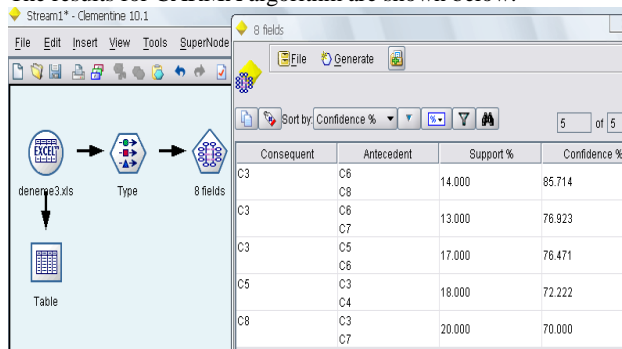 The results for CARMA algorithm are shown below:
Stream1* - Clementine 10.1
File Edit Insert View Tools SuperNode
EXCEL
deneme3.xls
Type
8 fields
Table
8 fields
File Generate
Sort by: Confidence % %
5 of 5
Consequent Antecedent Support % Confidence %
C3 C6 C8 14.000 85.714
C3 C6 C7 13.000 76.923
C3 C5 C6 17.000 76.471
C5 C3 C4 18.000 72.222
C8 C3 C7 20.000 70.000